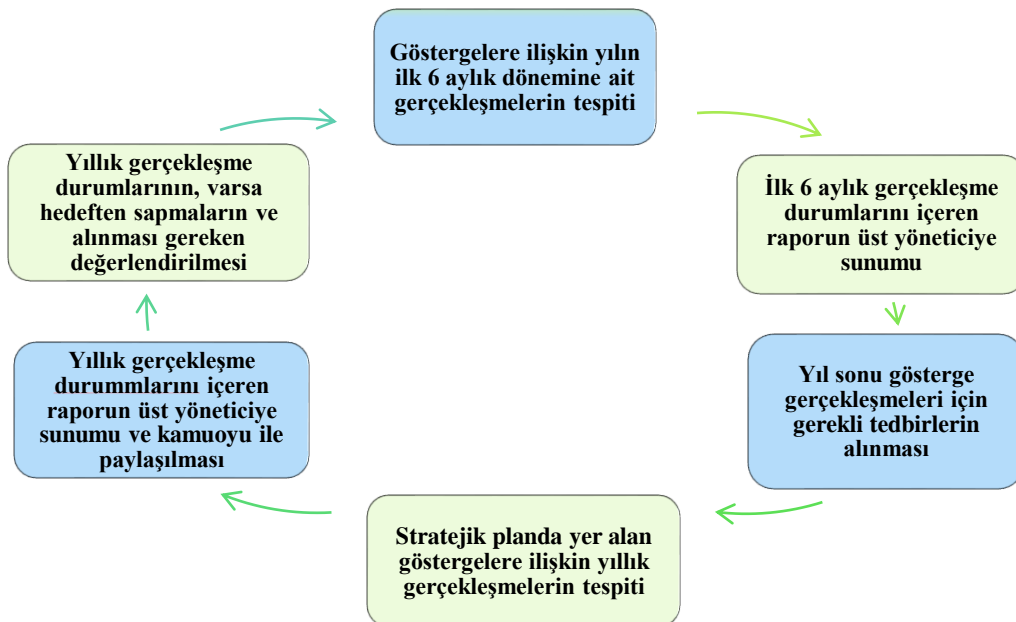 Göstergelere ilişkin yılın
ilk 6 aylık dönemine ait
gerçekleşmelerin tespiti
İlk 6 aylık gerçekleşme
durumlarını içeren
raporun üst yöneticiye
sunumu
Yıl sonu gösterge
gerçekleşmeleri için
gerekli tedbirlerin
alınması
Stratejik planda yer alan
göstergelere ilişkin yıllık
gerçekleşmelerin tespiti
Yıllık gerçekleşme
durummlarını içeren
raporun üst yöneticiye
sunumu ve kamuoyu ile
paylaşılması
Yıllık gerçekleşme
durumlarının, varsa
hedeften sapmaların ve
alınması gereken
değerlendirilmesi